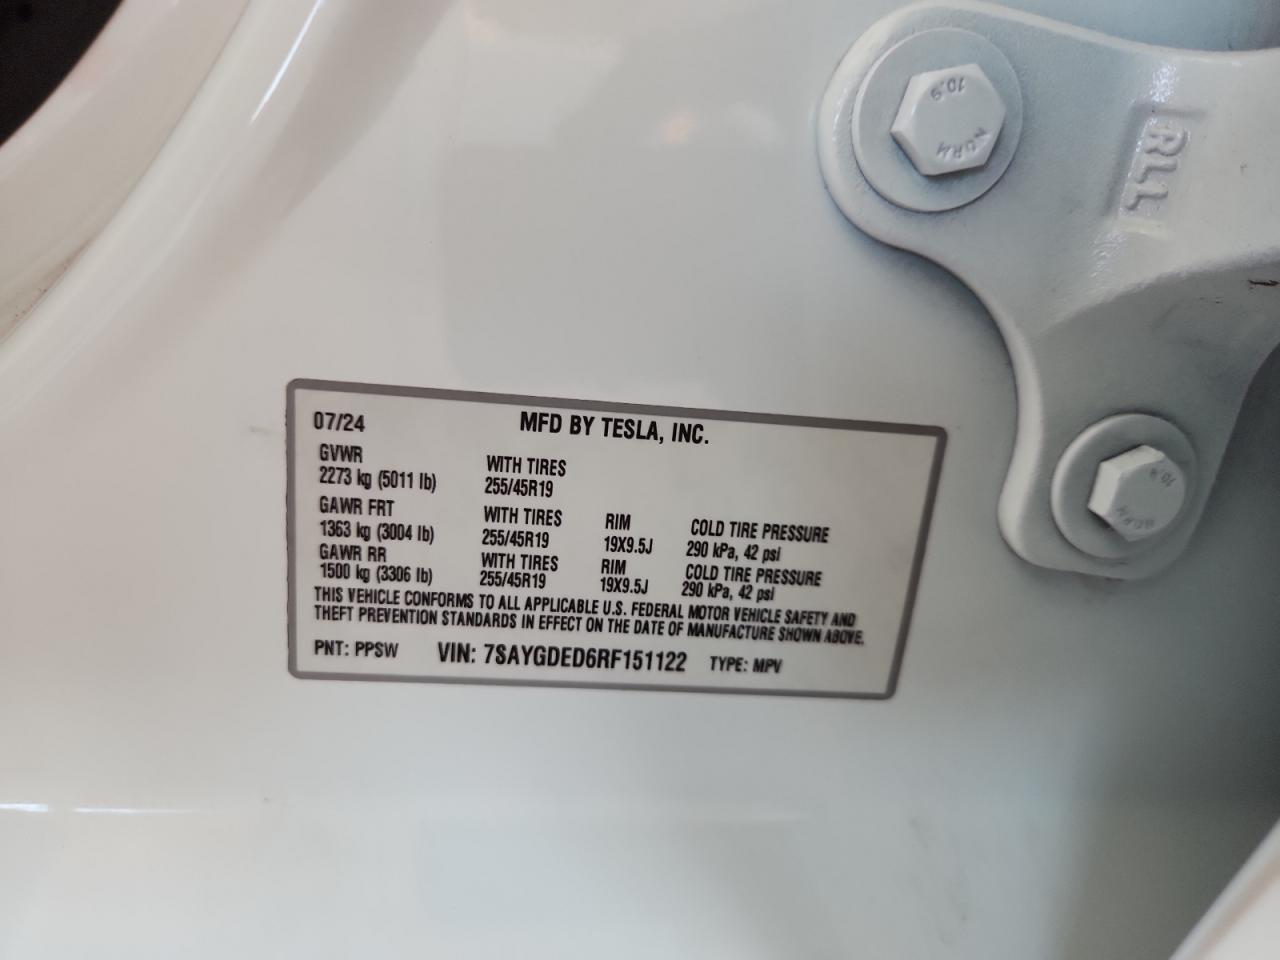 10.9
NURM
RLL
07/24 MFD BY TESLA, INC.
GVWR WITH TIRES
2273 kg (5011 lb) 255/45R19
GAWR FRT WITH TIRES RIM COLD TIRE PRESSURE
1363 kg (3004 lb) 255/45R19 19X9.5J 290 kPa, 42 psi
GAWR RR WITH TIRES RIM COLD TIRE PRESSURE
1500 kg (3306 lb) 255/45R19 19X9.5J 290 kPa, 42 psi
THIS VEHICLE CONFORMS TO ALL APPLICABLE U.S. FEDERAL MOTOR VEHICLE SAFETY AND
THEFT PREVENTION STANDARDS IN EFFECT ON THE DATE OF MANUFACTURE SHOWN ABOVE.
PNT: PPSW VIN: 7SAYGDED6RF151122 TYPE: MPV
10.9